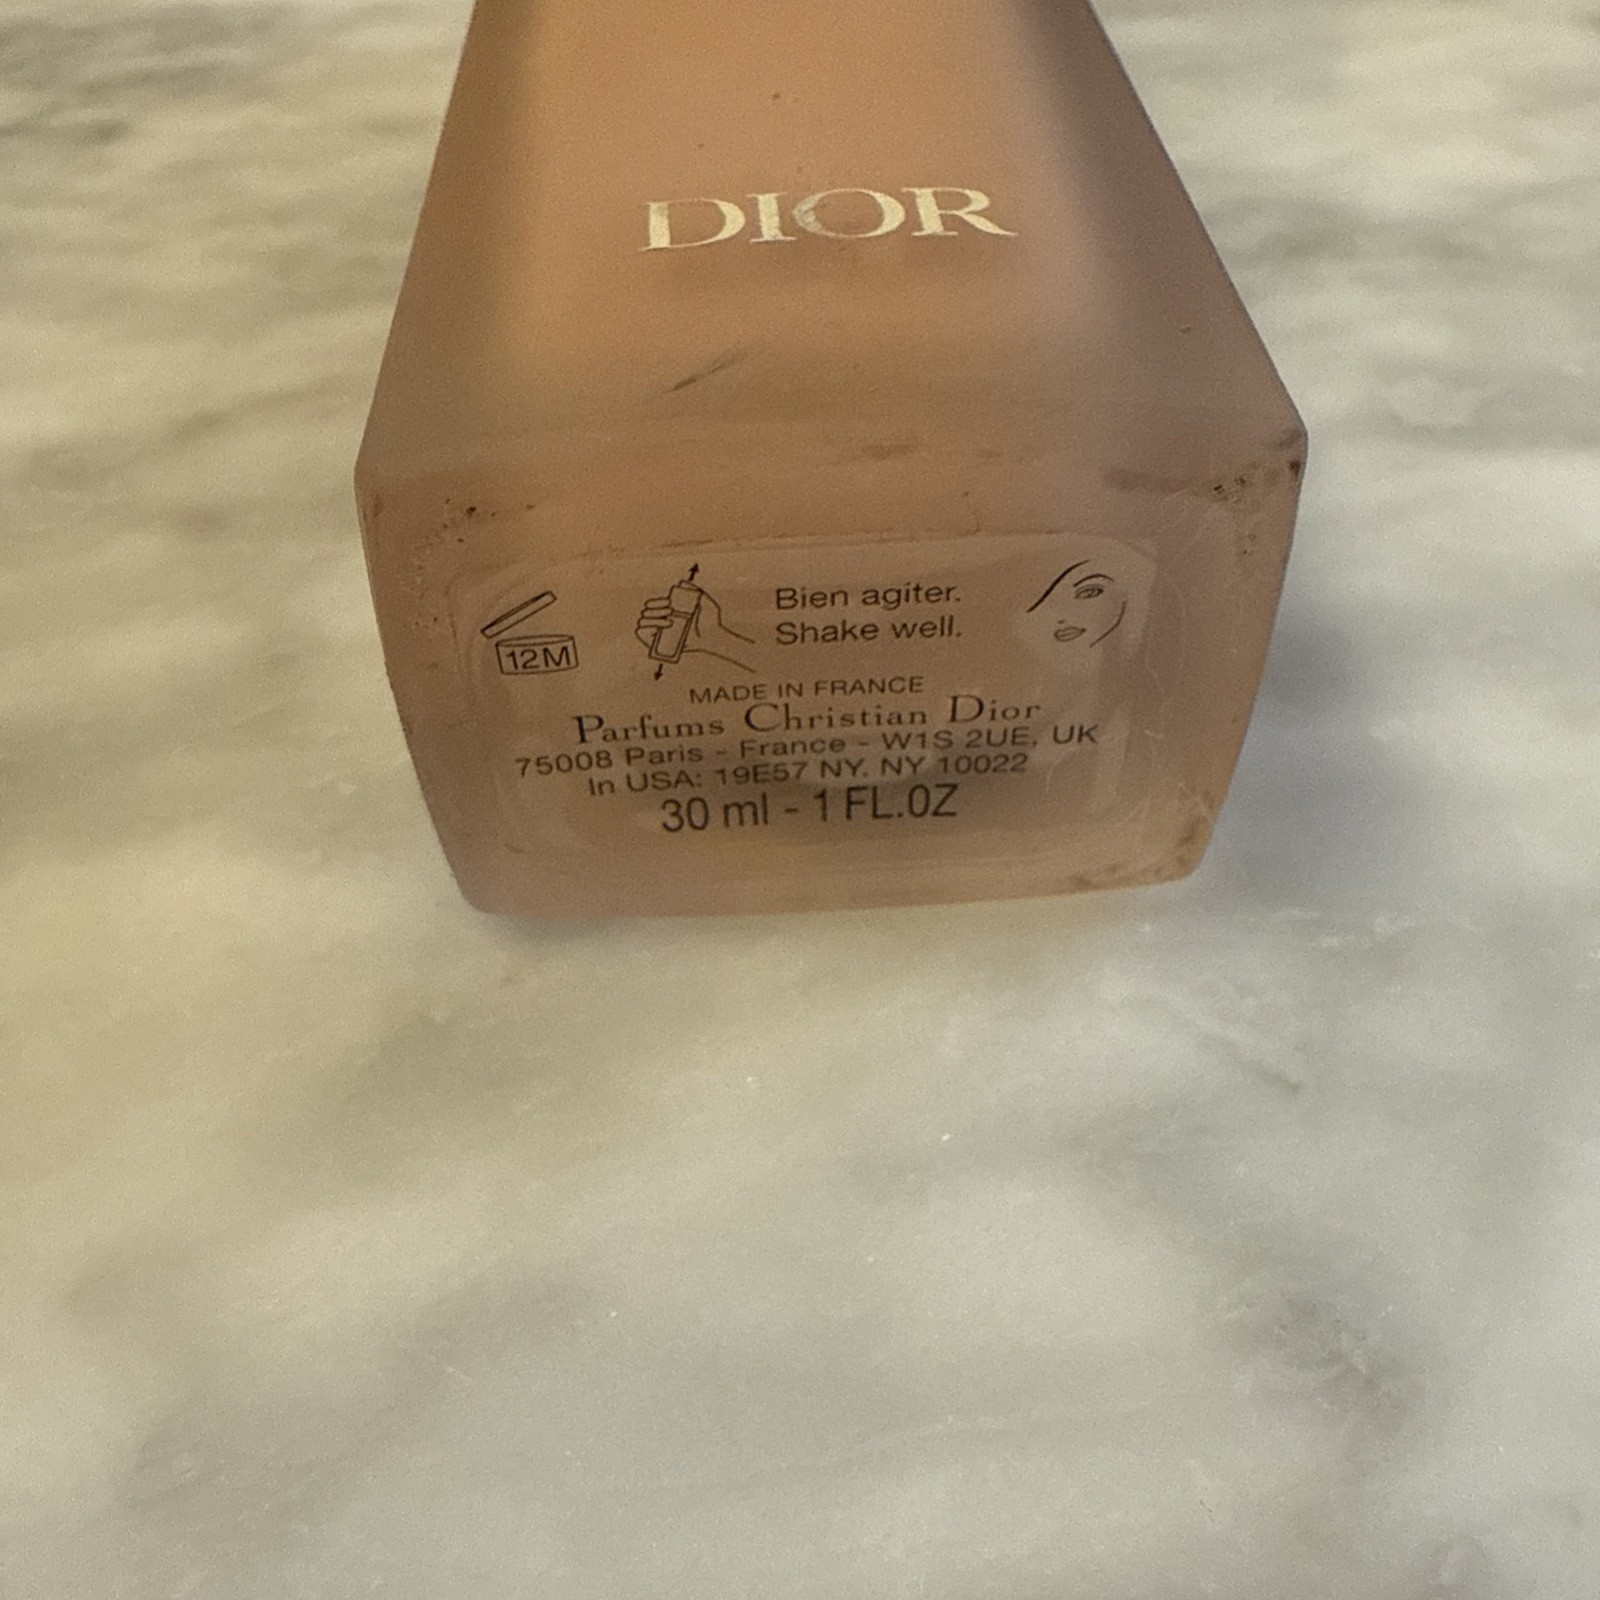 DIOR
12M
Bien agiter.
Shake well.
MADE IN FRANCE
Parfums Christian Dior
75008 Paris - France - W1S 2UE, UK
In USA: 19E57 NY. NY 10022
30 ml - 1 FL.OZ